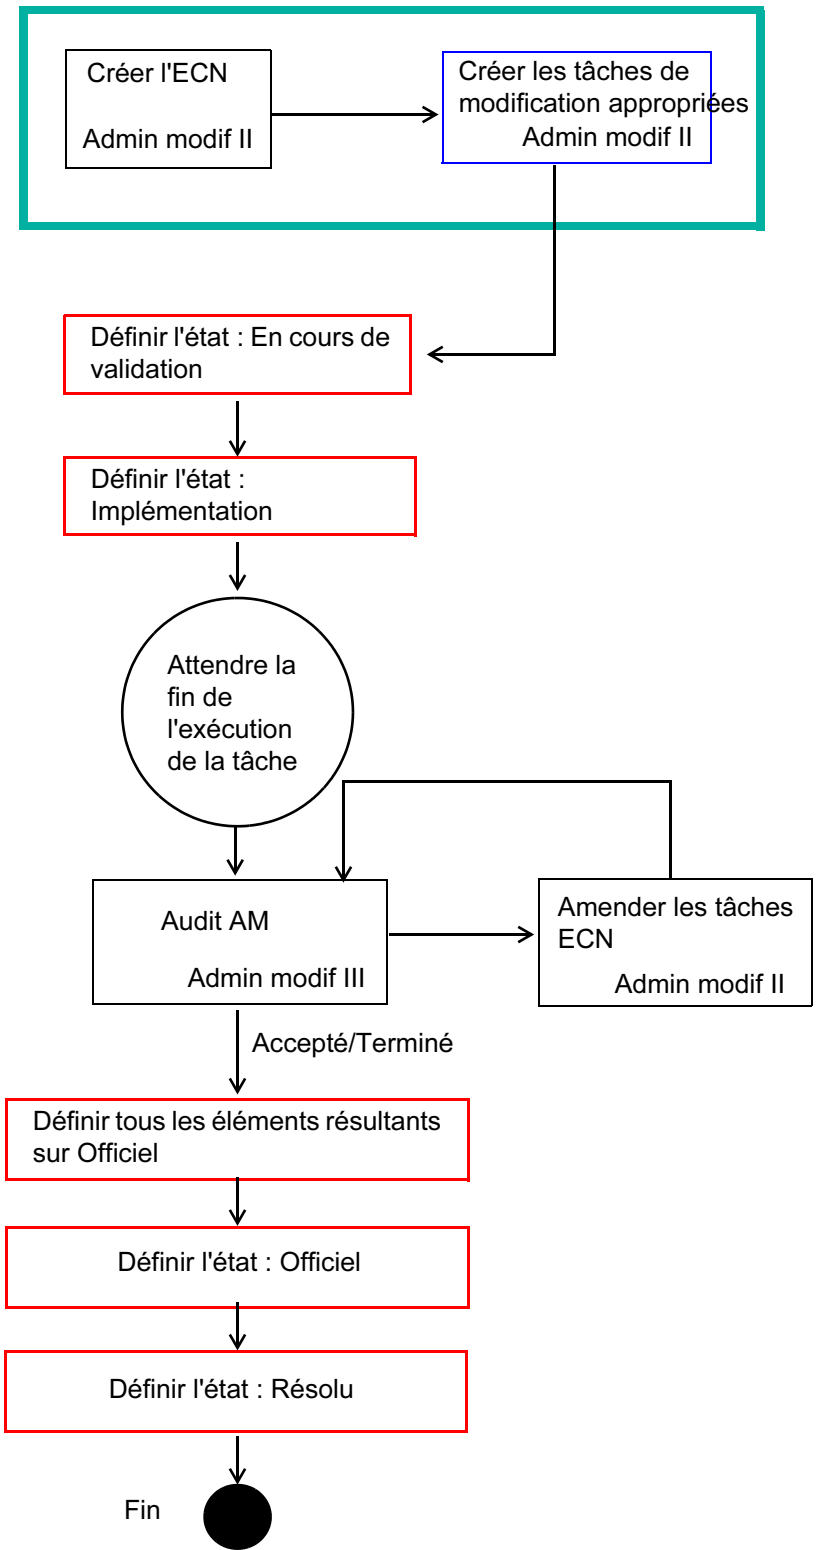 Créer l'ECN
Admin modif II
Créer les tâches de
modification appropriées
Admin modif II
Définir l'état : En cours de
validation
Définir l'état :
Implémentation
Attendre la
fin de
l'exécution
de la tâche
Audit AM
Admin modif III
Amender les tâches
ECN
Admin modif II
Accepté/Terminé
Définir tous les éléments résultants
sur Officiel
Définir l'état : Officiel
Définir l'état : Résolu
Fin